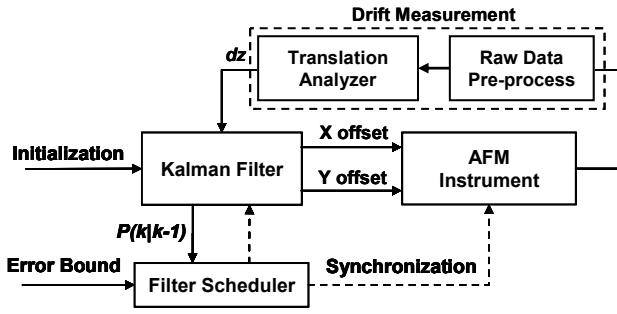 Drift Measurement
dz
Translation
Analyzer
Raw Data
Pre-process
Initialization
Kalman Filter
X offset
Y offset
AFM
Instrument
P(k|k-1)
Error Bound
Filter Scheduler
Synchronization